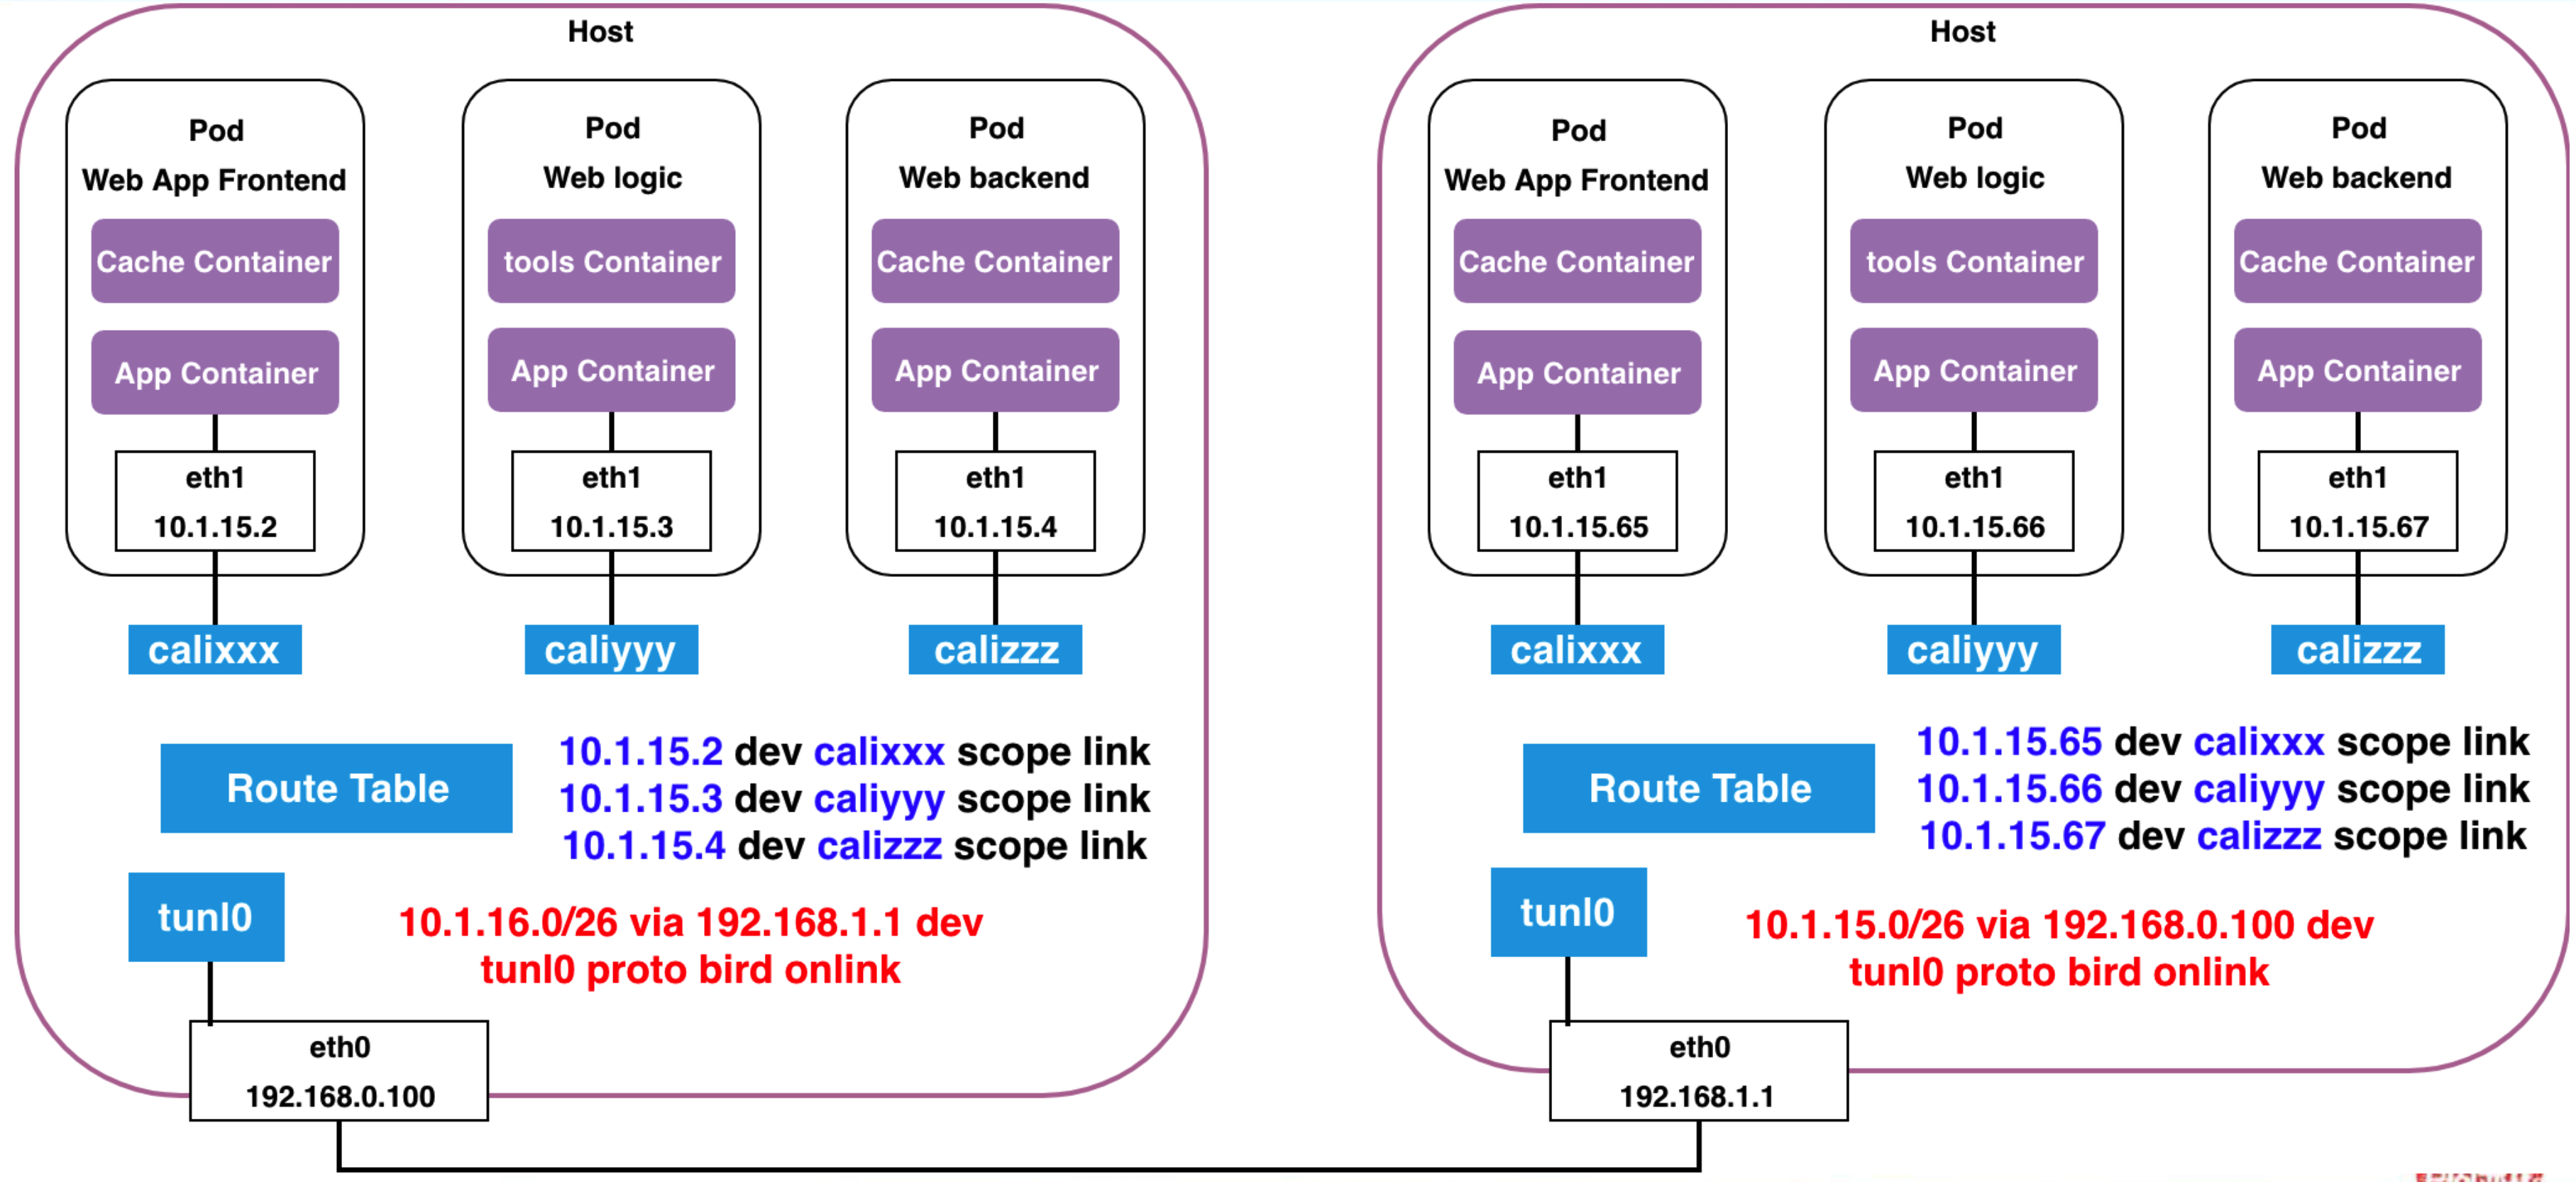 Host
Pod
Web App Frontend
Cache Container
App Container
eth1
10.1.15.2
calixxx
Pod
Web logic
tools Container
App Container
eth1
10.1.15.3
caliyyy
Pod
Web backend
Cache Container
App Container
eth1
10.1.15.4
calizzz
Route Table
10.1.15.2 dev calixxx scope link
10.1.15.3 dev caliyyy scope link
10.1.15.4 dev calizzz scope link
tunl0
10.1.16.0/26 via 192.168.1.1 dev
tunl0 proto bird onlink
eth0
192.168.0.100
Host
Pod
Web App Frontend
Cache Container
App Container
eth1
10.1.15.65
calixxx
Pod
Web logic
tools Container
App Container
eth1
10.1.15.66
caliyyy
Pod
Web backend
Cache Container
App Container
eth1
10.1.15.67
calizzz
Route Table
10.1.15.65 dev calixxx scope link
10.1.15.66 dev caliyyy scope link
10.1.15.67 dev calizzz scope link
tunl0
10.1.15.0/26 via 192.168.0.100 dev
tunl0 proto bird onlink
eth0
192.168.1.1